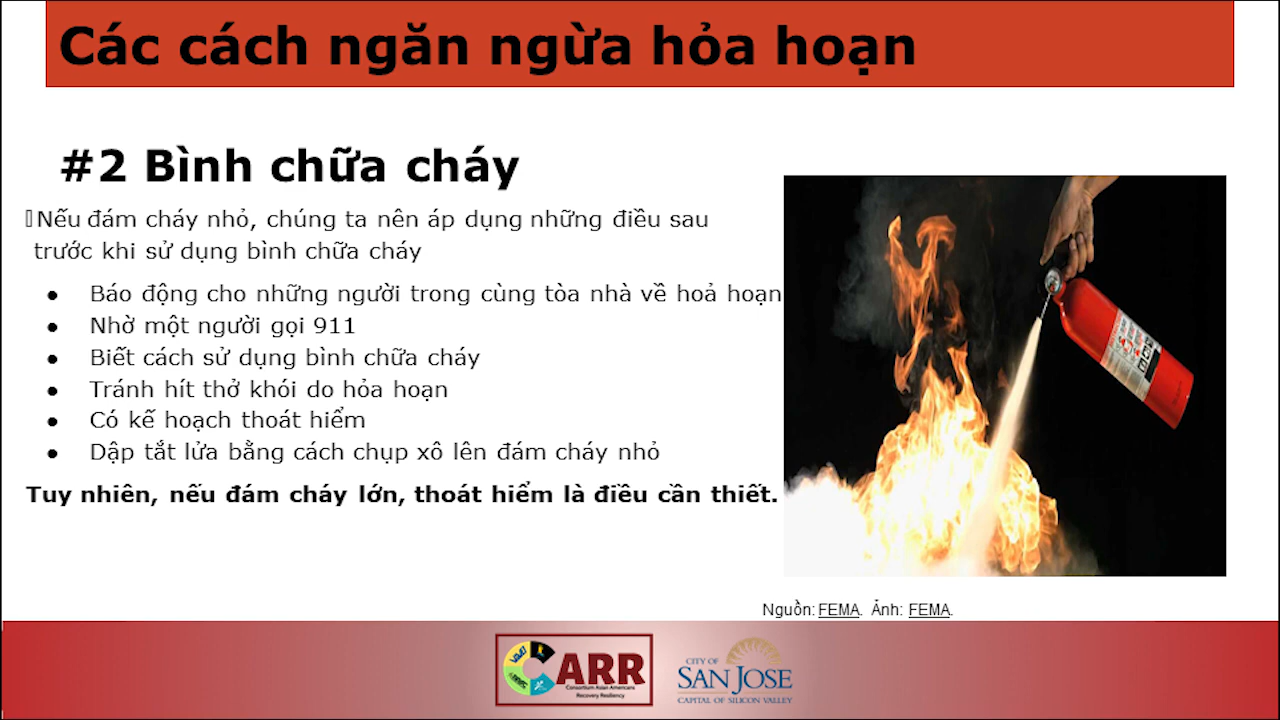 Các cách ngăn ngừa hỏa hoạn
#2 Bình chữa cháy
Nếu đám cháy nhỏ, chúng ta nên áp dụng những điều sau
trước khi sử dụng bình chữa cháy
● Báo động cho những người trong cùng tòa nhà về hoả hoạn
● Nhờ một người gọi 911
● Biết cách sử dụng bình chữa cháy
● Tránh hít thở khói do hỏa hoạn
● Có kế hoạch thoát hiểm
● Dập tắt lửa bằng cách chụp xô lên đám cháy nhỏ
Tuy nhiên, nếu đám cháy lớn, thoát hiểm là điều cần thiết.
Nguồn: FEMA. Ảnh: FEMA.
CARR
Consortium Asian Americans
Recovery Resiliency
CITY OF
SAN JOSE
CAPITAL OF SILICON VALLEY